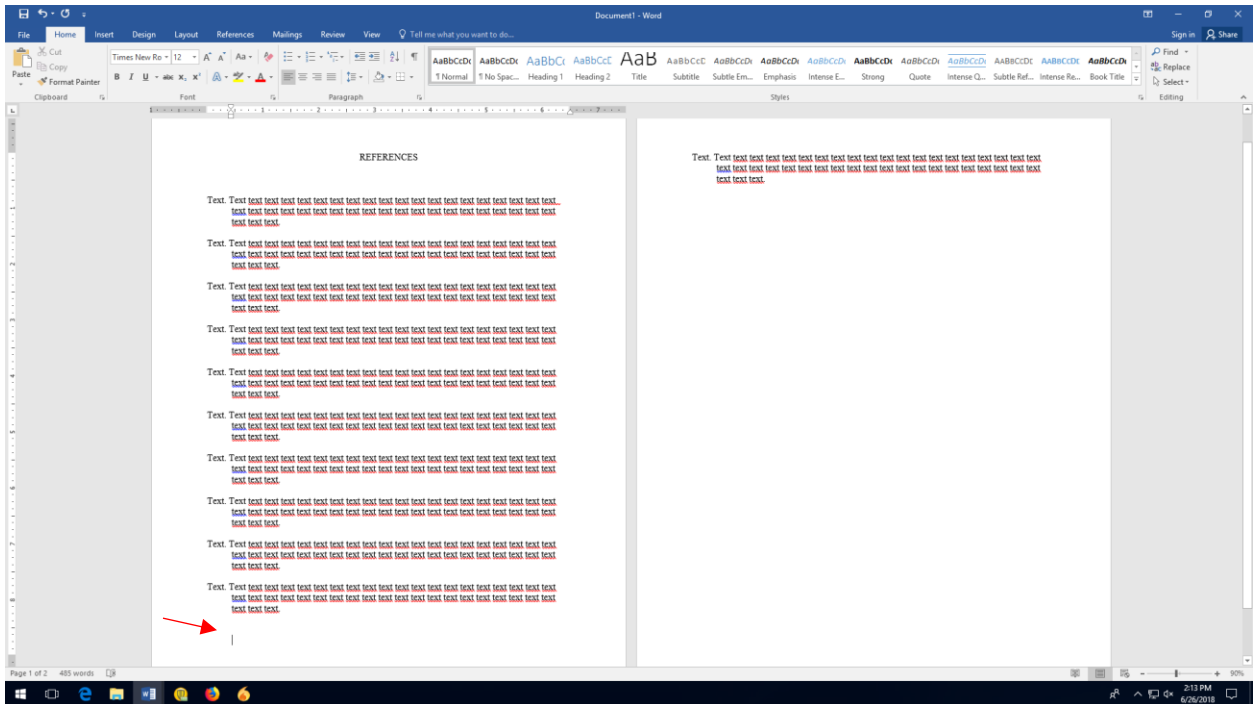 Document1 - Word
File Home Insert Design Layout References Mailings Review View Tell me what you want to do... Sign in Share
Cut
Copy
Paste
Format Painter
Times New Ro 12
B I U abc
AaBbCcDc AaBbCcDc AaBbCc AaBbCcC AaB AaBbCcC AaBbCcDc AaBbCcDc AaBbCcDc AaBbCcDc AaBbCcDc AaBbCcDc AaBbCcDc AaBbCcDc AaBbCcDc
¶ Normal ¶ No Spac... Heading 1 Heading 2 Title Subtitle Subtle Em... Emphasis Intense E... Strong Quote Intense Q... Subtle Ref... Intense Re... Book Title
Find
Replace
Select
Clipboard Font Paragraph Styles Editing
REFERENCES
Text. Text text text text text text text text text text text text text text text text text text text text
text text text text text text text text text text text text text text text text text text text text
text text text.
Text. Text text text text text text text text text text text text text text text text text text text text
text text text text text text text text text text text text text text text text text text text text
text text text.
Text. Text text text text text text text text text text text text text text text text text text text text
text text text text text text text text text text text text text text text text text text text text
text text text.
Text. Text text text text text text text text text text text text text text text text text text text text
text text text text text text text text text text text text text text text text text text text text
text text text.
Text. Text text text text text text text text text text text text text text text text text text text text
text text text text text text text text text text text text text text text text text text text text
text text text.
Text. Text text text text text text text text text text text text text text text text text text text text
text text text text text text text text text text text text text text text text text text text text
text text text.
Text. Text text text text text text text text text text text text text text text text text text text text
text text text text text text text text text text text text text text text text text text text text
text text text.
Text. Text text text text text text text text text text text text text text text text text text text text
text text text text text text text text text text text text text text text text text text text text
text text text.
Text. Text text text text text text text text text text text text text text text text text text text text
text text text text text text text text text text text text text text text text text text text text
text text text.
Text. Text text text text text text text text text text text text text text text text text text text text
text text text text text text text text text text text text text text text text text text text text
text text text.
Text. Text text text text text text text text text text text text text text text text text text text text
text text text text text text text text text text text text text text text text text text text text
text text text.
Page 1 of 2 485 words 90%
2:13 PM
6/26/2018